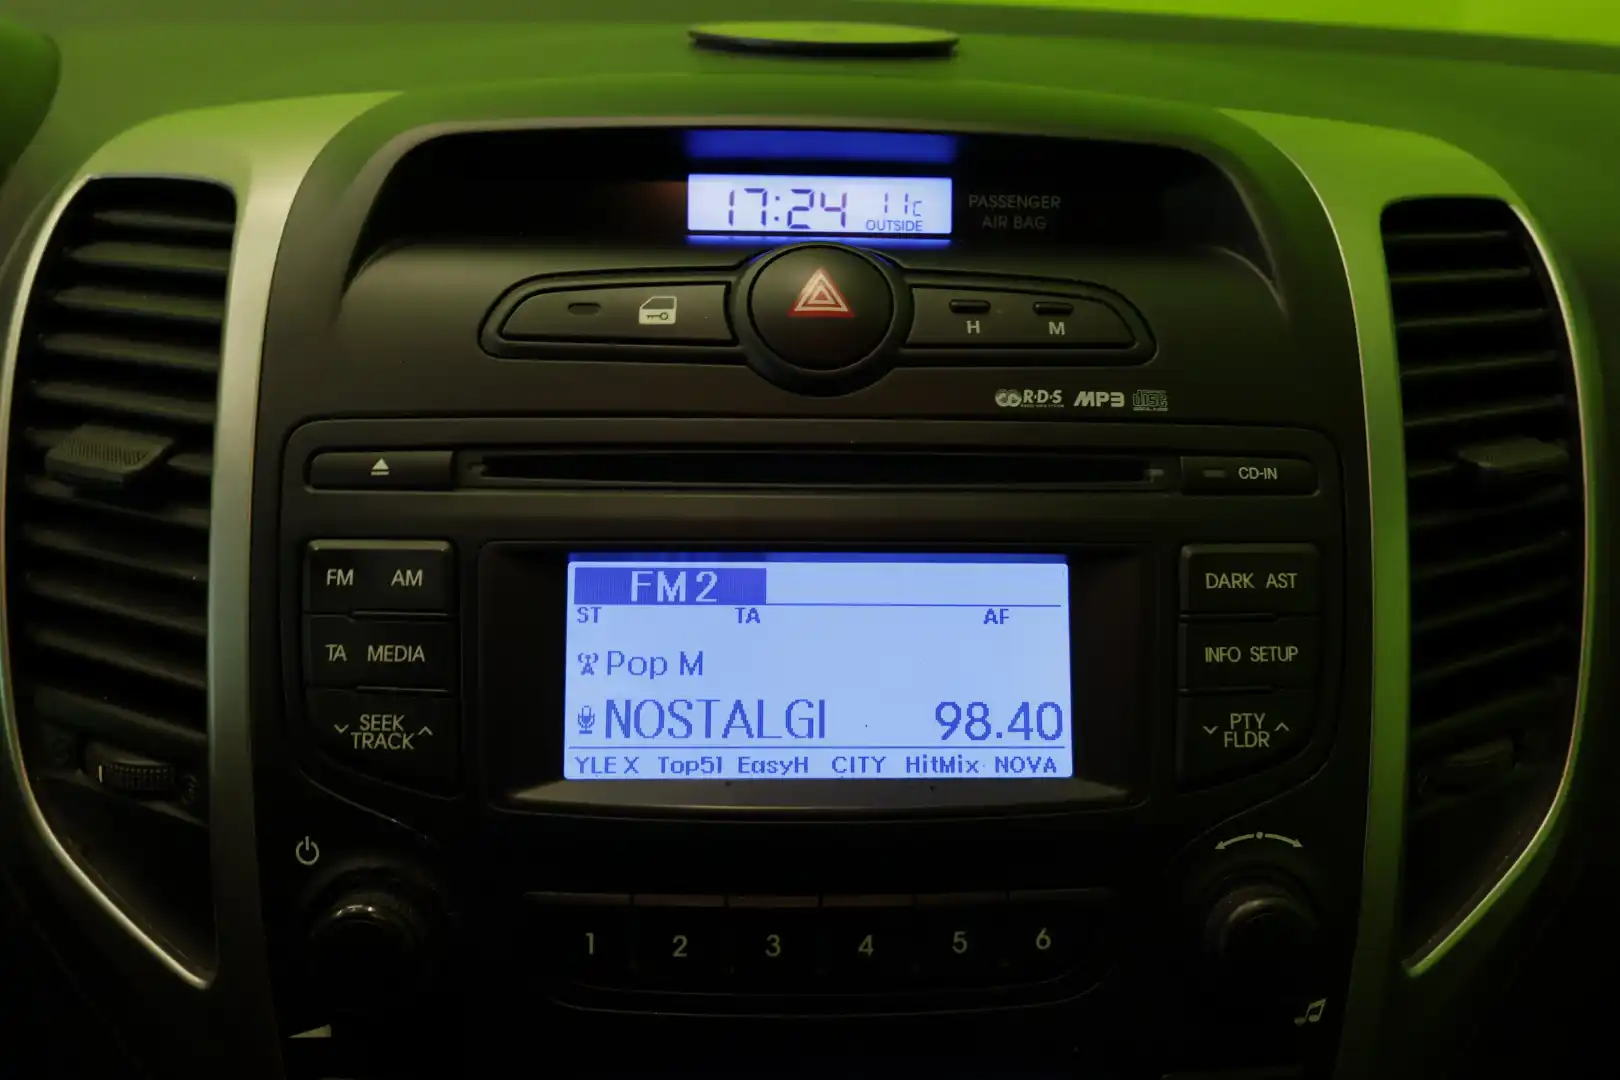 17:24 11c
OUTSIDE
PASSENGER
AIR BAG
H M
R·D·S MP3 disc
CD-IN
FM AM
TA MEDIA
SEEK
TRACK
FM2
ST TA AF
Pop M
NOSTALGI 98.40
YLE X Top51 EasyH CITY HitMix NOVA
DARK AST
INFO SETUP
PTY
FLDR
1 2 3 4 5 6